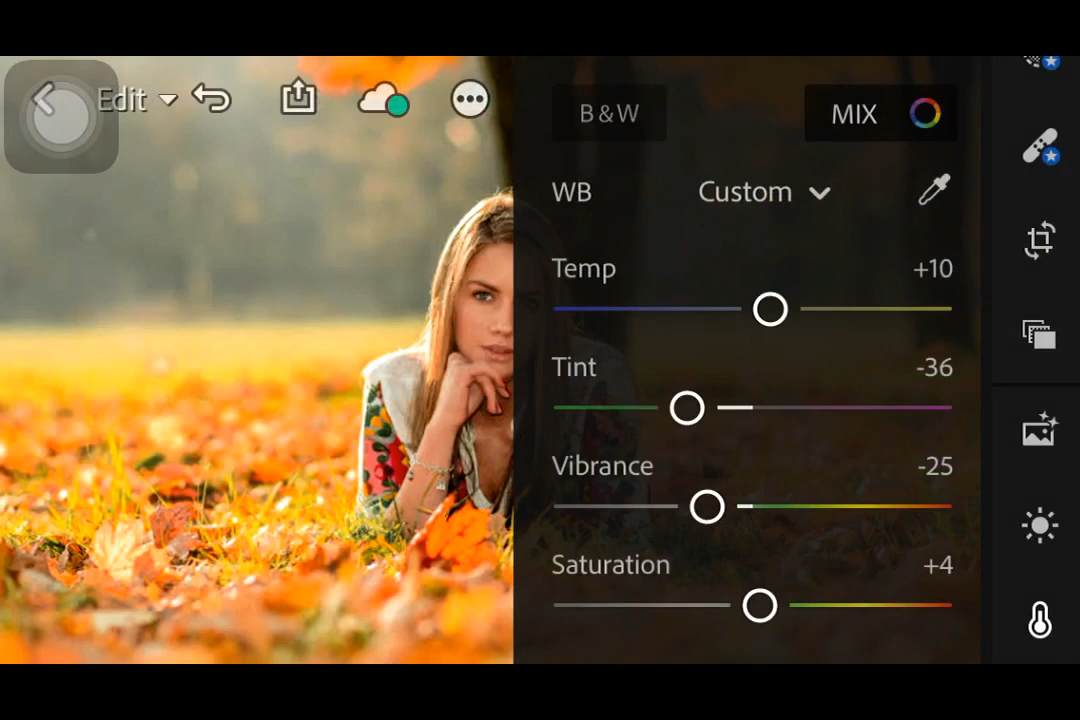 Edit
B&W
MIX
WB
Custom
Temp
+10
Tint
-36
Vibrance
-25
Saturation
+4